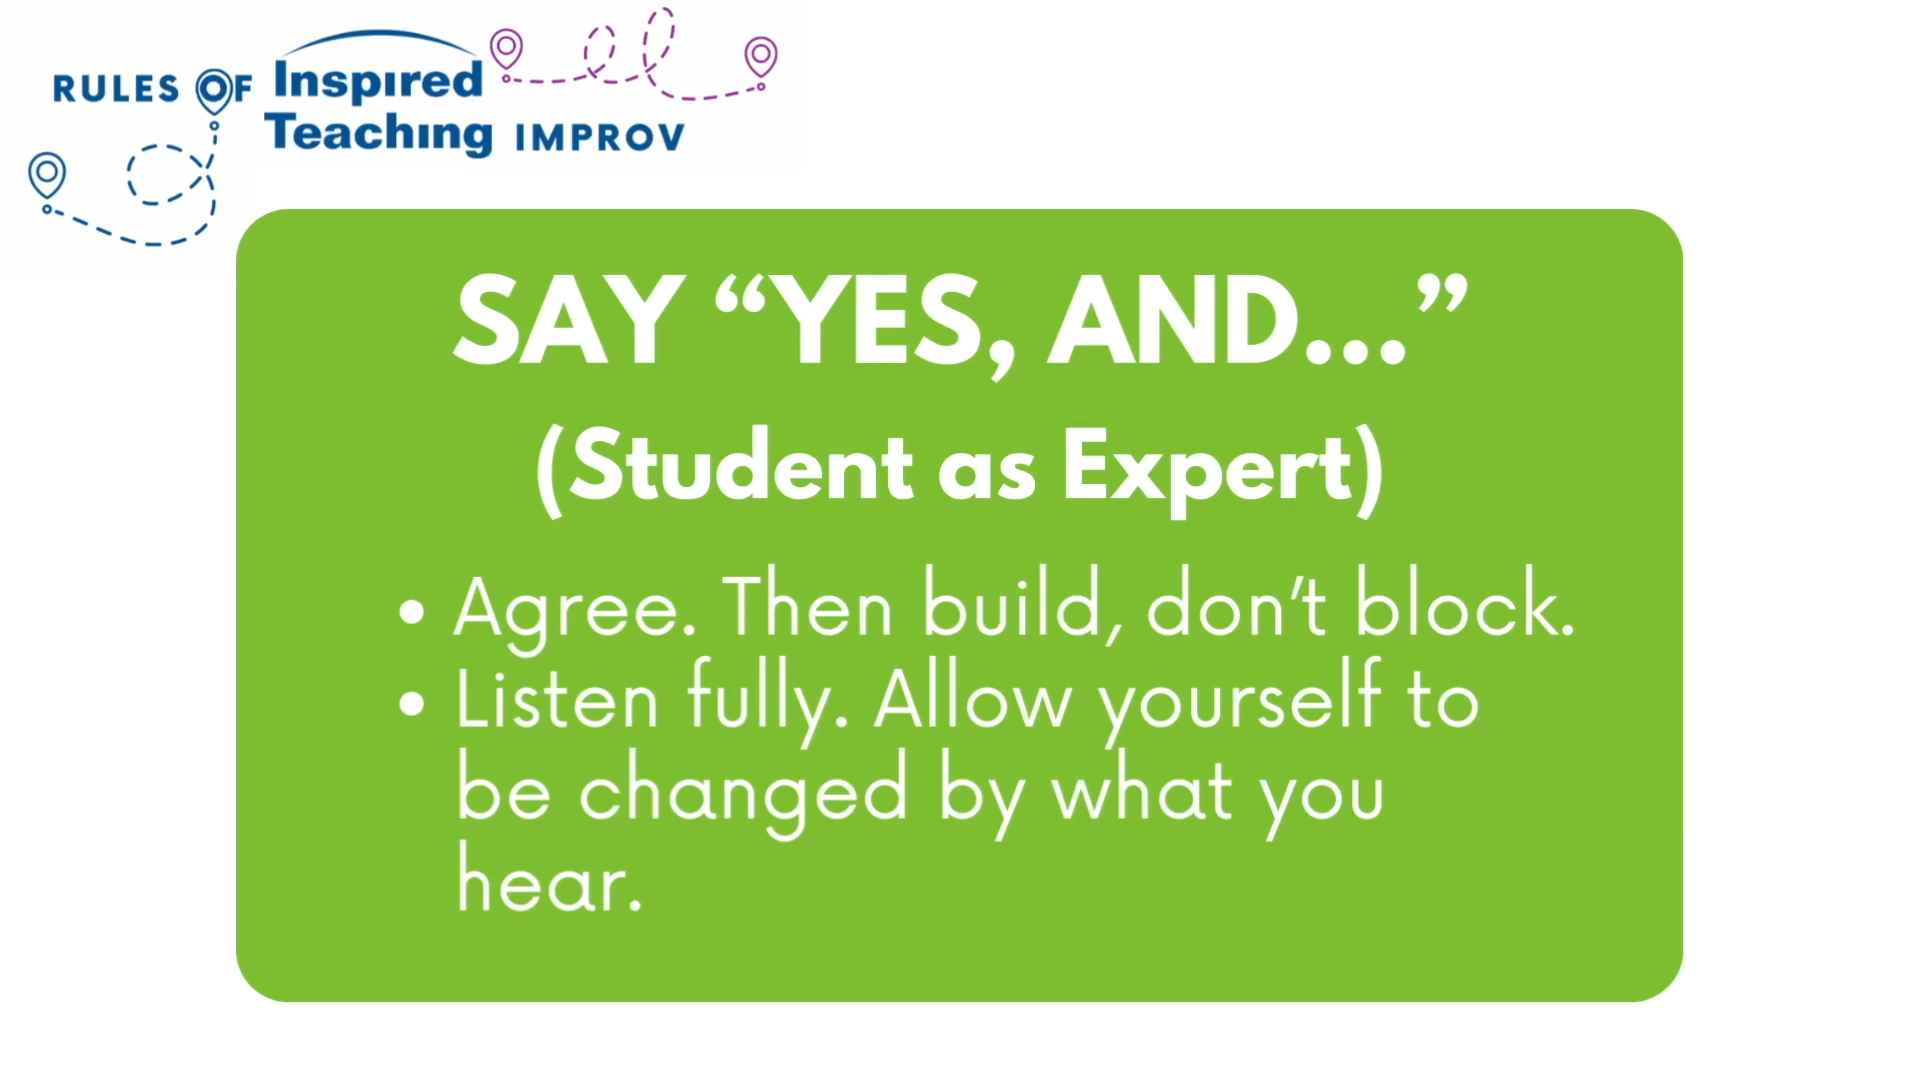 RULES OF Inspired
Teaching IMPROV
SAY “YES, AND...”
(Student as Expert)
• Agree. Then build, don’t block.
• Listen fully. Allow yourself to
be changed by what you
hear.